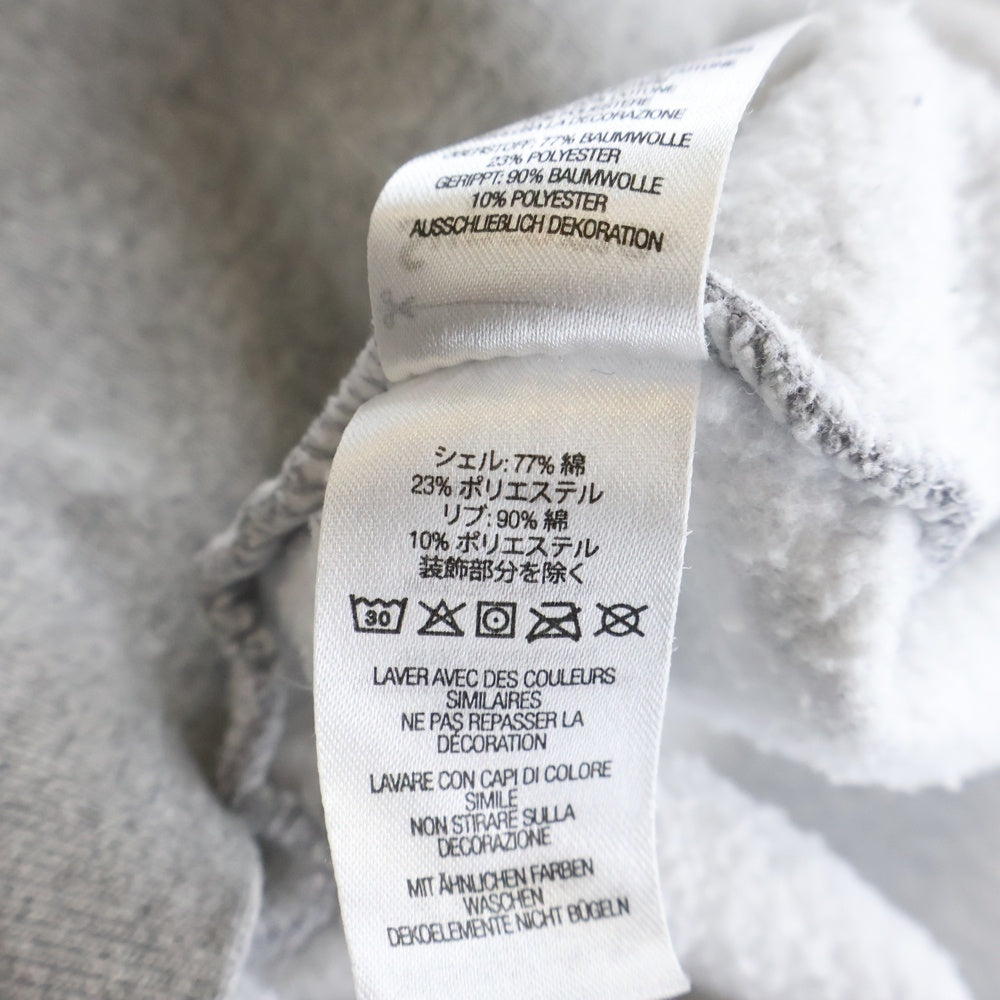 DECORAZIONE
77% BAUMWOLLE
23% POLYESTER
GERIPPT: 90% BAUMWOLLE
10% POLYESTER
AUSSCHLIEßLICH DEKORATION
シェル: 77% 綿
23% ポリエステル
リブ: 90% 綿
10% ポリエステル
装飾部分を除く
30
LAVER AVEC DES COULEURS
SIMILAIRES
NE PAS REPASSER LA
DÉCORATION
LAVARE CON CAPI DI COLORE
SIMILE
NON STIRARE SULLA
DECORAZIONE
MIT ÄHNLICHEN FARBEN
WASCHEN
DEKOELEMENTE NICHT BÜGELN